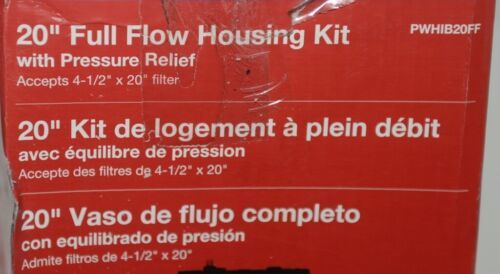 20" Full Flow Housing Kit PWHIB20FF
with Pressure Relief
Accepts 4-1/2" x 20" filter
20" Kit de logement à plein débit
avec équilibre de pression
Accepte des filtres de 4-1/2" x 20"
20" Vaso de flujo completo
con equilibrado de presión
Admite filtros de 4-1/2" x 20"